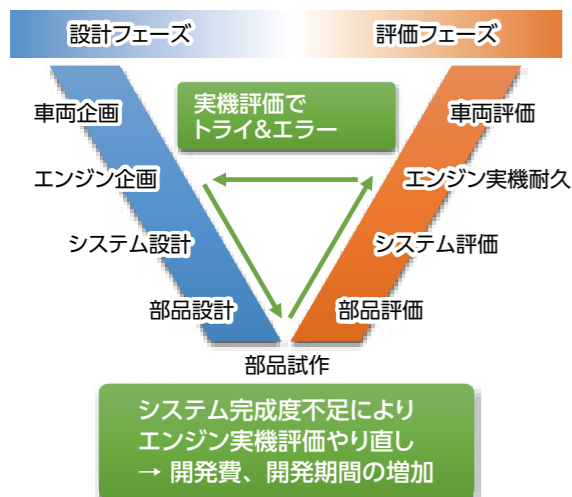 設計フェーズ
評価フェーズ
実機評価で
トライ&エラー
車両企画
車両評価
エンジン企画
エンジン実機耐久
システム設計
システム評価
部品設計
部品評価
部品試作
システム完成度不足により
エンジン実機評価やり直し
→ 開発費、開発期間の増加